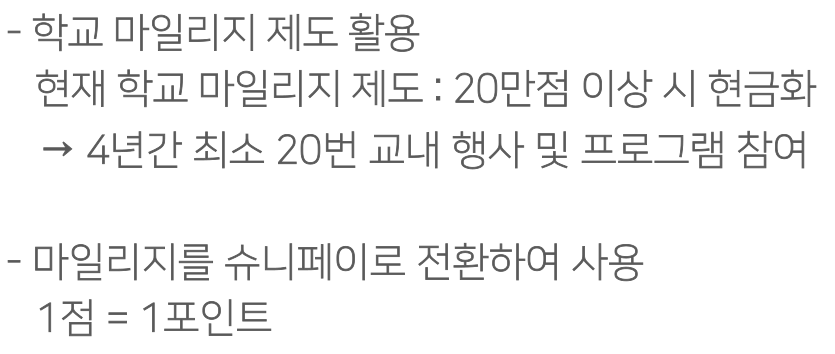 - 학교 마일리지 제도 활용
현재 학교 마일리지 제도 : 20만점 이상 시 현금화
→ 4년간 최소 20번 교내 행사 및 프로그램 참여
- 마일리지를 슈니페이로 전환하여 사용
1점 = 1포인트